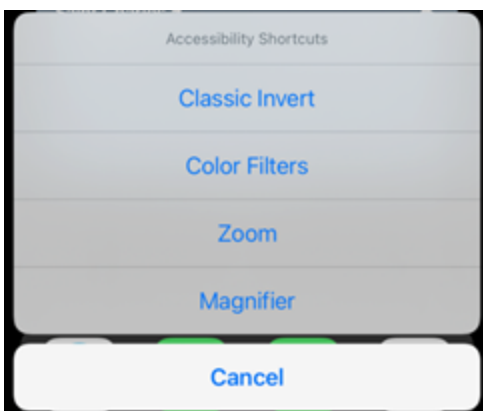 Accessibility Shortcuts
Classic Invert
Color Filters
Zoom
Magnifier
Cancel